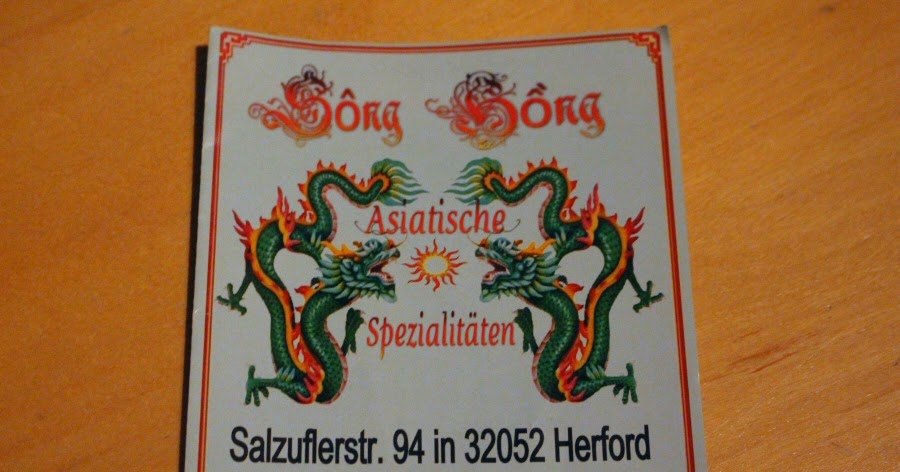 Sông Hồng
Asiatische
Spezialitäten
Salzuflerstr. 94 in 32052 Herford